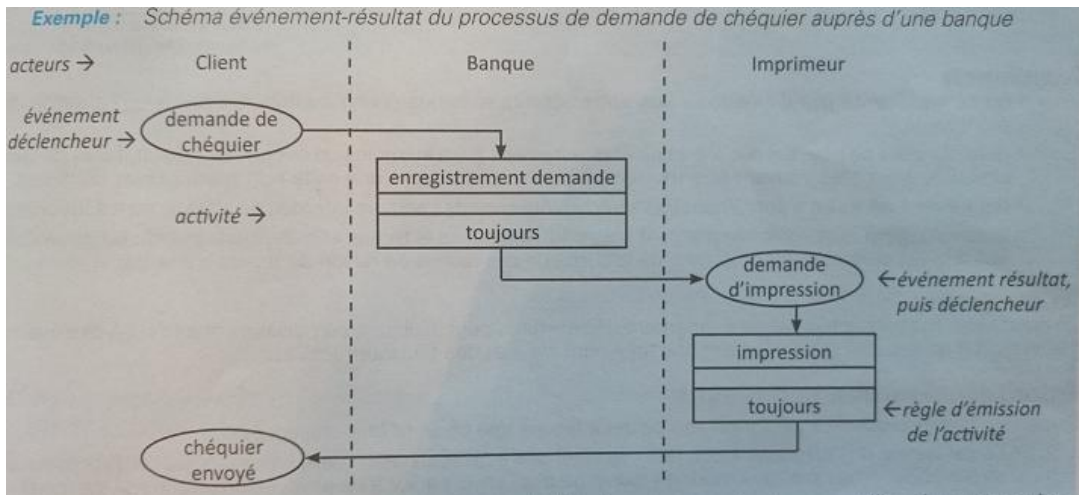 Exemple : Schéma événement-résultat du processus de demande de chéquier auprès d'une banque
acteurs → Client Banque Imprimeur
événement
déclencheur →
demande de
chéquier
enregistrement demande
activité →
toujours
demande
d'impression
←événement résultat,
puis déclencheur
impression
toujours
←règle d'émission
de l'activité
chéquier
envoyé